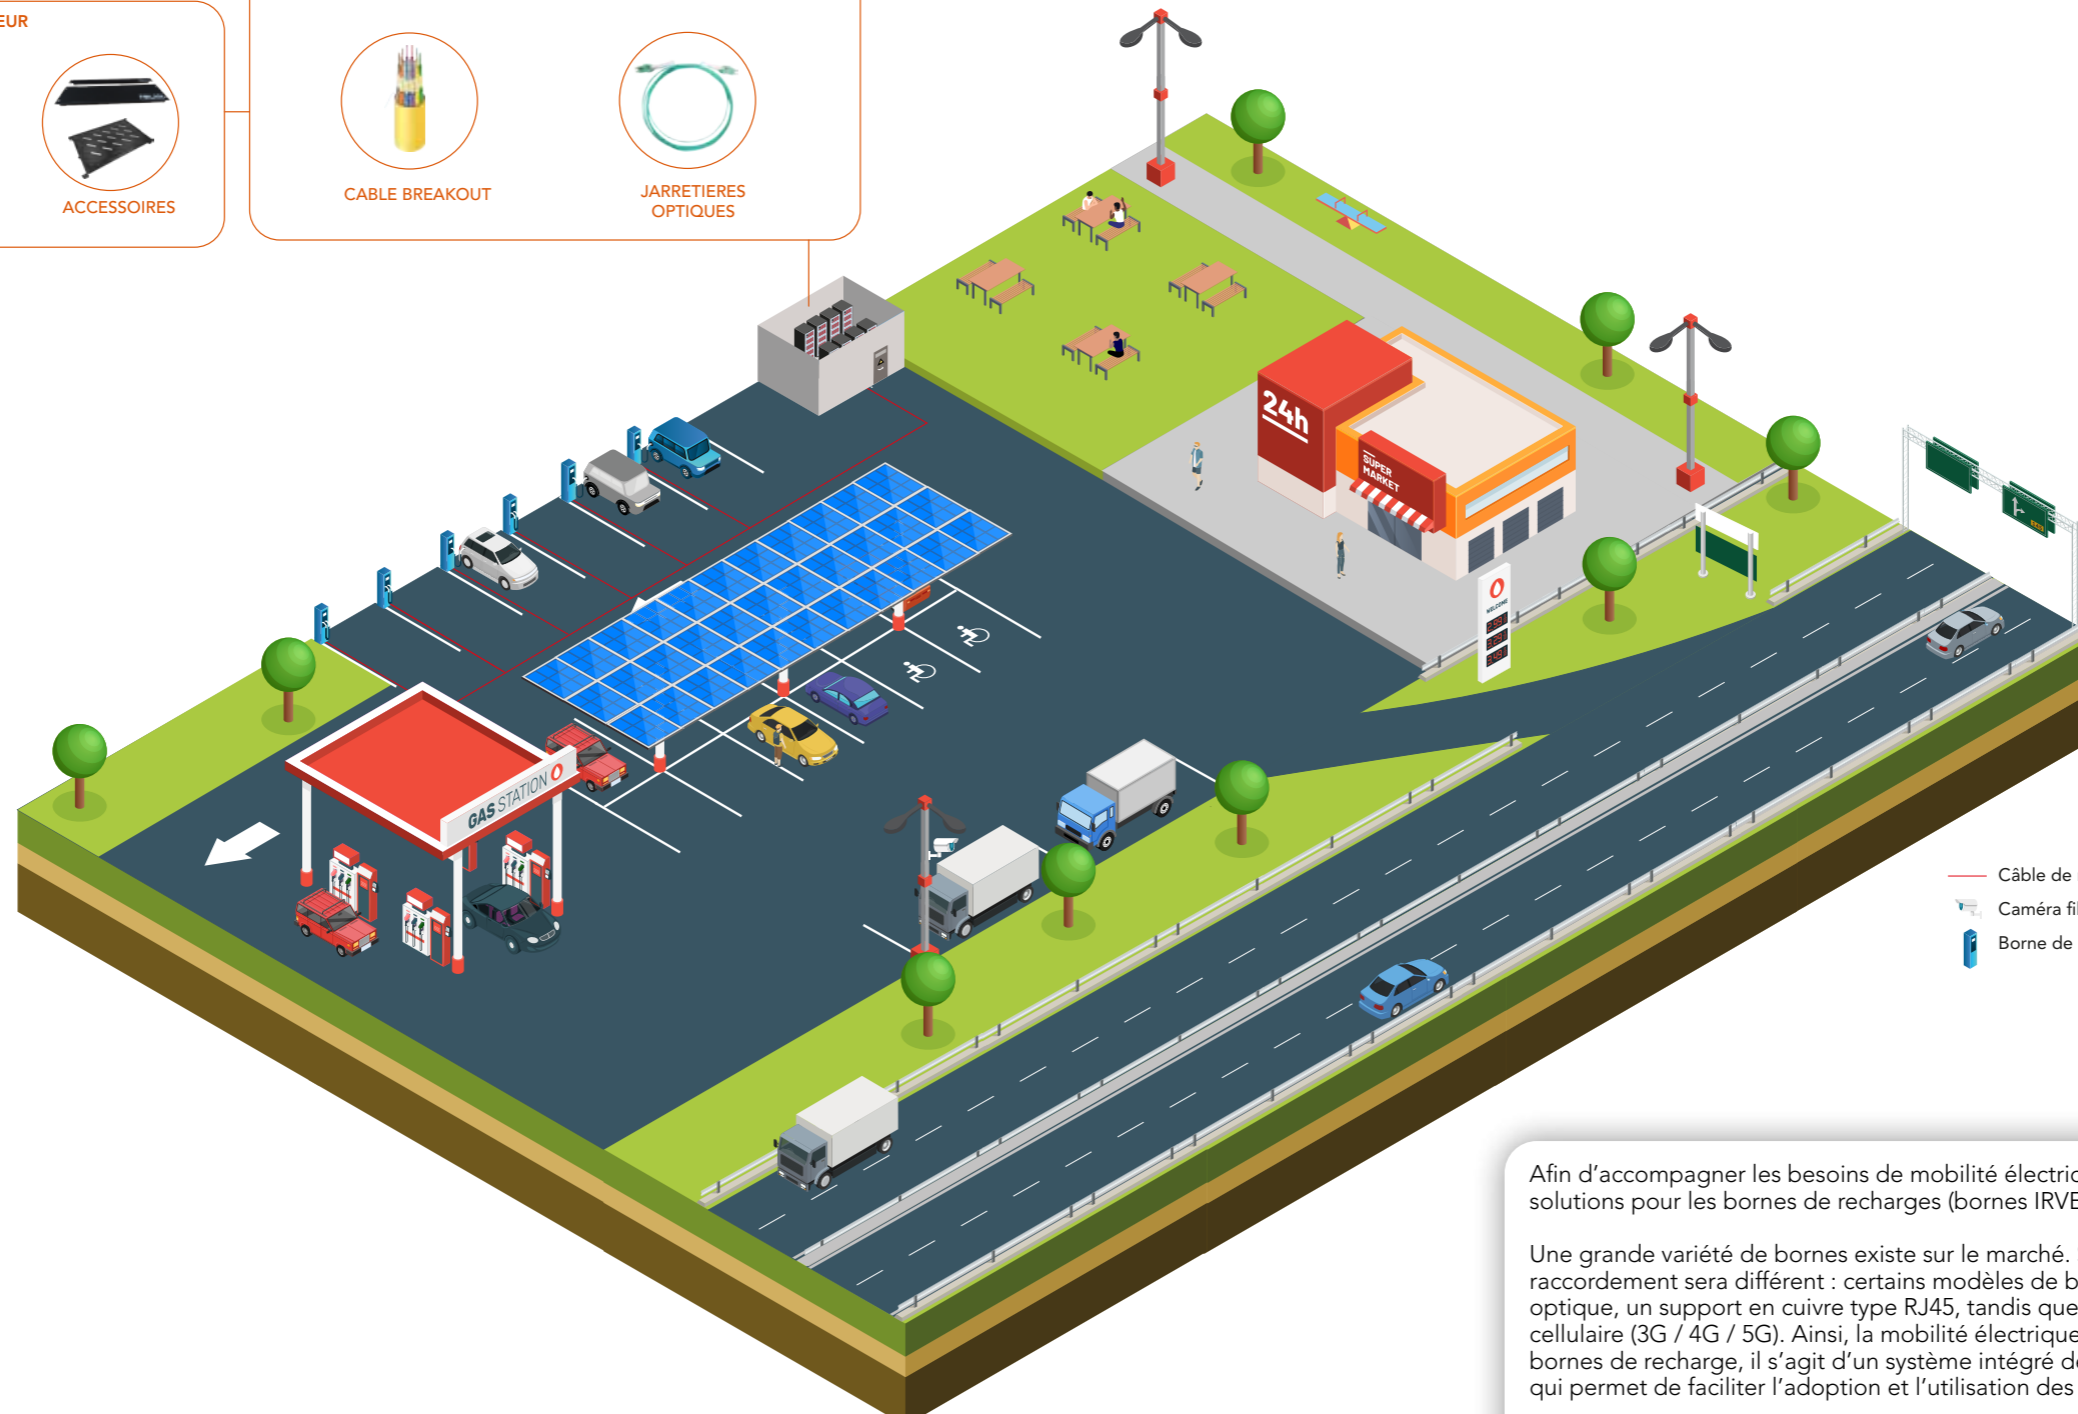 EUR
ACCESSOIRES
CABLE BREAKOUT
JARRETIERES
OPTIQUES
24h
SUPER
MARKET
WELCOME
GAS STATION
Câble de
Caméra fil
Borne de
Afin d’accompagner les besoins de mobilité électri
solutions pour les bornes de recharges (bornes IRVE
Une grande variété de bornes existe sur le marché.
raccordement sera différent : certains modèles de b
optique, un support en cuivre type RJ45, tandis que
cellulaire (3G / 4G / 5G). Ainsi, la mobilité électrique
bornes de recharge, il s’agit d’un système intégré de
qui permet de faciliter l’adoption et l’utilisation des